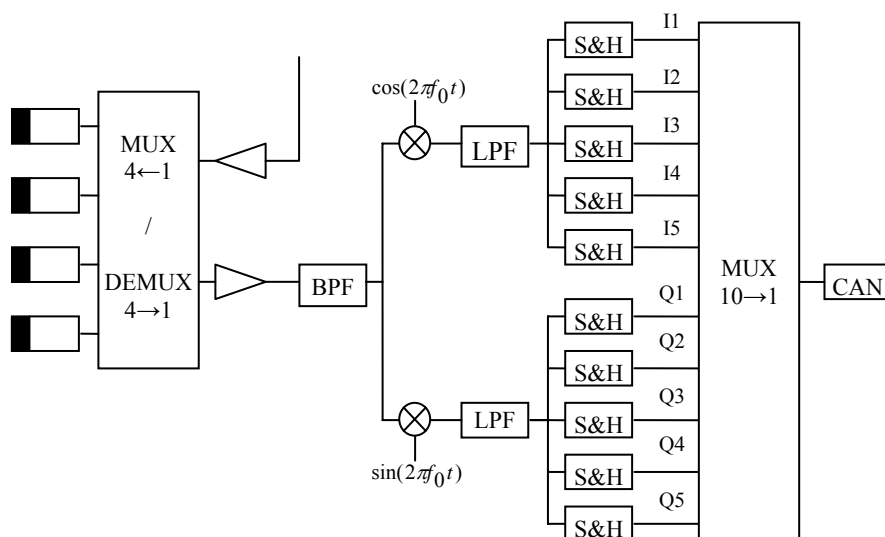 MUX
4←1
/
DEMUX
4→1
BPF
cos(2πf₀t)
LPF
sin(2πf₀t)
LPF
S&H
I1
S&H
I2
S&H
I3
S&H
I4
S&H
I5
S&H
Q1
S&H
Q2
S&H
Q3
S&H
Q4
S&H
Q5
MUX
10→1
CAN